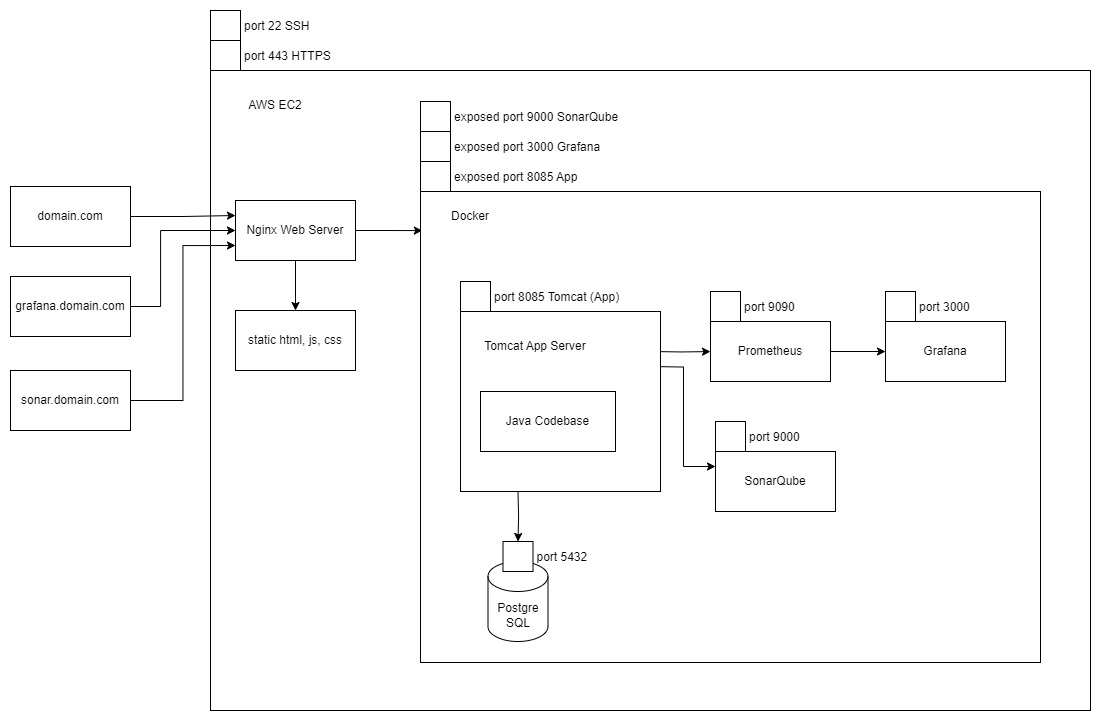 port 22 SSH
port 443 HTTPS
AWS EC2
exposed port 9000 SonarQube
exposed port 3000 Grafana
exposed port 8085 App
domain.com
Nginx Web Server
Docker
grafana.domain.com
static html, js, css
sonar.domain.com
port 8085 Tomcat (App)
Tomcat App Server
Java Codebase
port 9090
Prometheus
port 3000
Grafana
port 9000
SonarQube
port 5432
Postgre
SQL